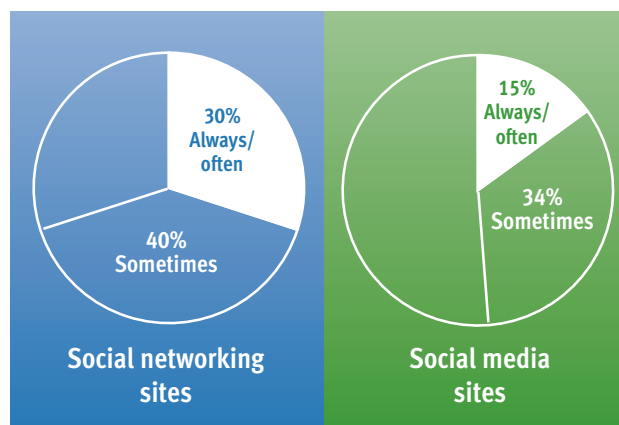 30%
Always/
often
40%
Sometimes
Social networking
sites
15%
Always/
often
34%
Sometimes
Social media
sites